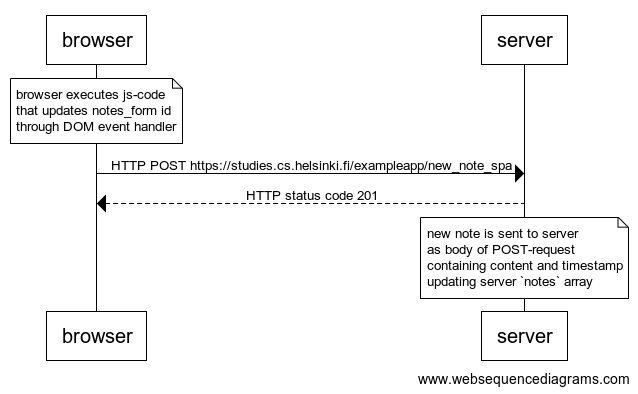 browser
server
browser executes js-code
that updates notes_form id
through DOM event handler
HTTP POST https://studies.cs.helsinki.fi/exampleapp/new_note_spa
HTTP status code 201
new note is sent to server
as body of POST-request
containing content and timestamp
updating server `notes` array
browser
server
www.websequencediagrams.com